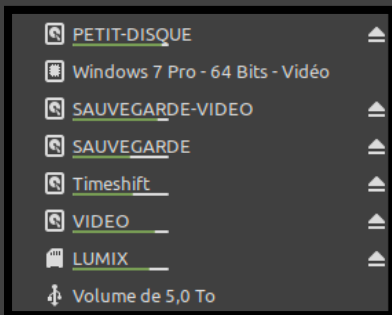 PETIT-DISQUE
Windows 7 Pro - 64 Bits - Vidéo
SAUVEGARDE-VIDEO
SAUVEGARDE
Timeshift
VIDEO
LUMIX
Volume de 5,0 To